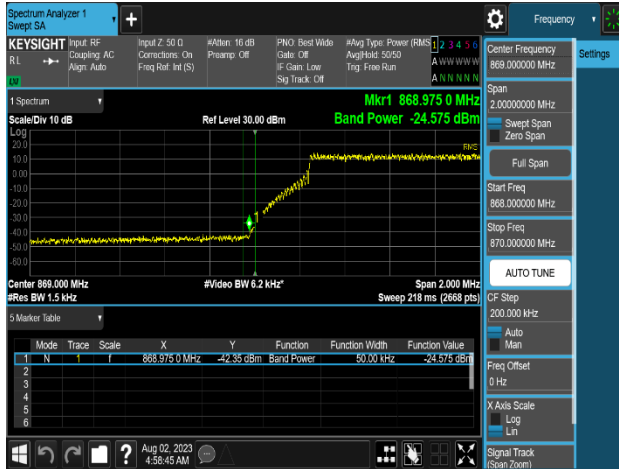 Spectrum Analyzer 1
Swept SA
+
Frequency
KEYSIGHT
RL
Input: RF
Coupling: AC
Align: Auto
Input Z: 50 Ω
Corrections: On
Freq Ref: Int (S)
#Atten: 16 dB
Preamp: Off
PNO: Best Wide
Gate: Off
IF Gain: Low
Sig Track: Off
#Avg Type: Power (RMS
Avg|Hold: 50/50
Trig: Free Run
1 2 3 4 5 6
A W W W W W
A N N N N N
1 Spectrum
Scale/Div 10 dB
Ref Level 30.00 dBm
Mkr1 868.975 0 MHz
Band Power -24.575 dBm
Log
20.0
10.0
0.00
-10.0
-20.0
-30.0
-40.0
-50.0
-60.0
RMS
1
Center 869.000 MHz
#Res BW 1.5 kHz
#Video BW 6.2 kHz*
Span 2.000 MHz
Sweep 218 ms (2668 pts)
5 Marker Table
Mode Trace Scale X Y Function Function Width Function Value
1 N 1 f 868.975 0 MHz -42.35 dBm Band Power 50.00 kHz -24.575 dBm
2
3
4
5
6
?
Aug 02, 2023
4:58:45 AM
Center Frequency
869.000000 MHz
Settings
Span
2.00000000 MHz
Swept Span
Zero Span
Full Span
Start Freq
868.000000 MHz
Stop Freq
870.000000 MHz
AUTO TUNE
CF Step
200.000 kHz
Auto
Man
Freq Offset
0 Hz
X Axis Scale
Log
Lin
Signal Track
(Span Zoom)